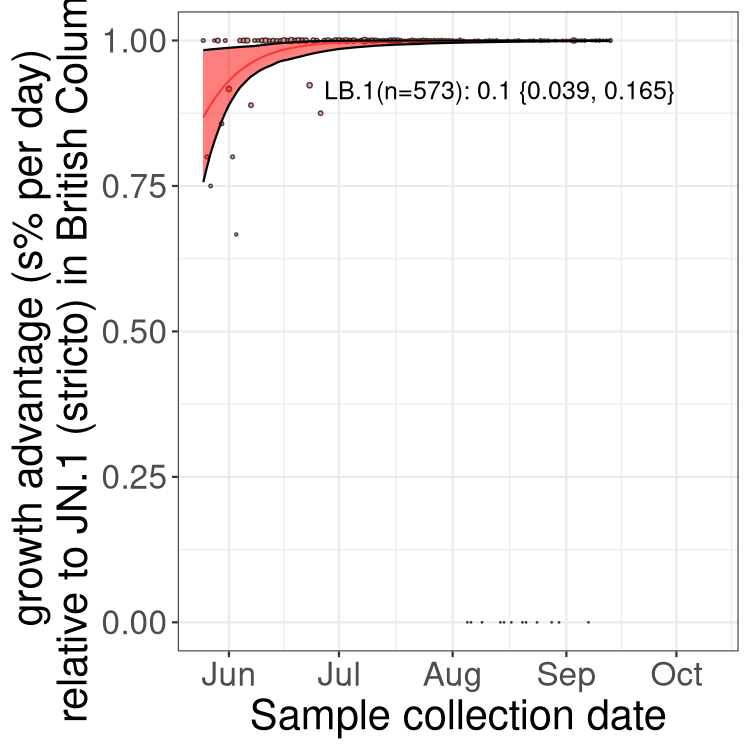 growth advantage (s% per day)
relative to JN.1 (stricto) in British Colum
1.00
0.75
0.50
0.25
0.00
LB.1(n=573): 0.1 {0.039, 0.165}
Jun Jul Aug Sep Oct
Sample collection date